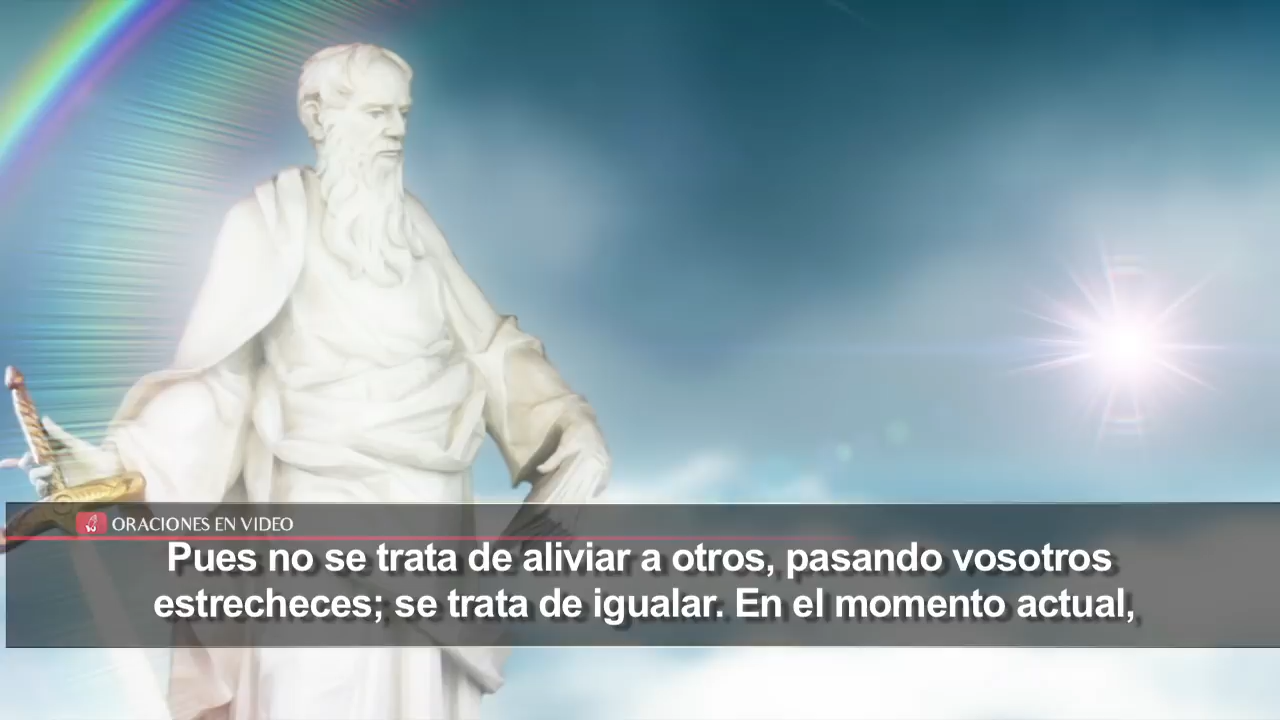 ORACIONES EN VIDEO
Pues no se trata de aliviar a otros, pasando vosotros
estrecheces; se trata de igualar. En el momento actual,